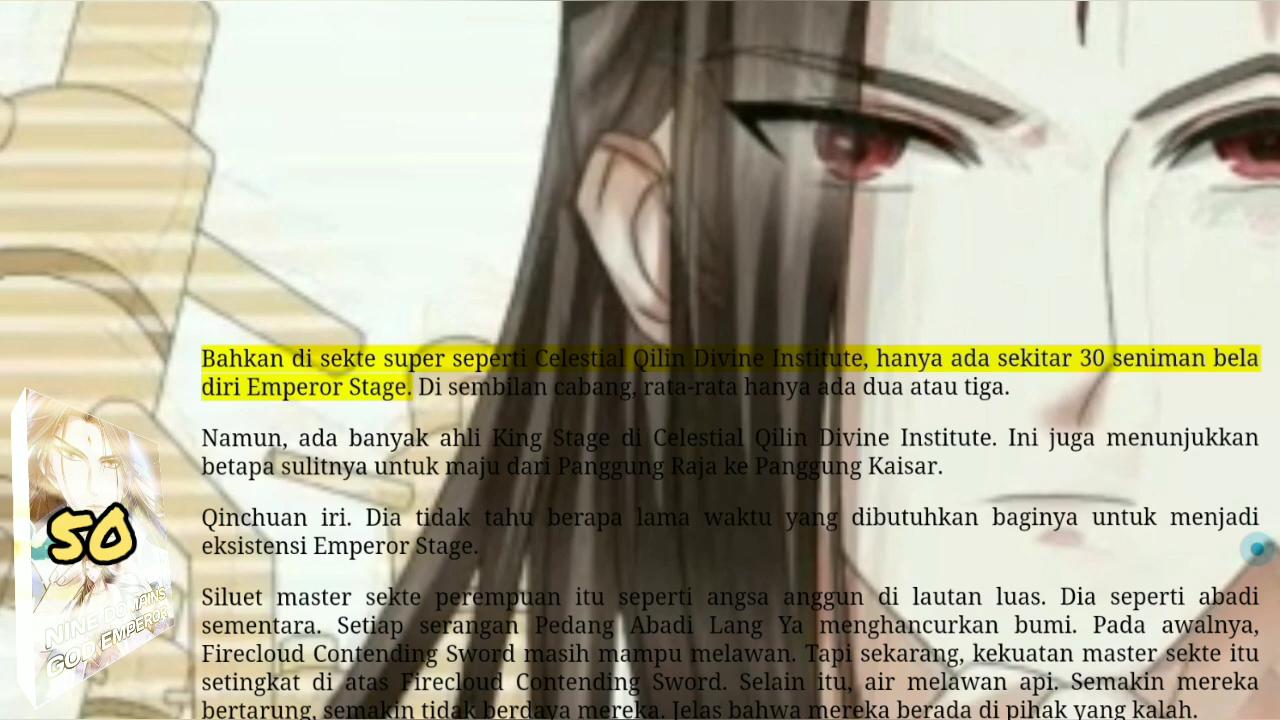 Bahkan di sekte super seperti Celestial Qilin Divine Institute, hanya ada sekitar 30 seniman bela
diri Emperor Stage. Di sembilan cabang, rata-rata hanya ada dua atau tiga.
Namun, ada banyak ahli King Stage di Celestial Qilin Divine Institute. Ini juga menunjukkan
betapa sulitnya untuk maju dari Panggung Raja ke Panggung Kaisar.
Qinchuan iri. Dia tidak tahu berapa lama waktu yang dibutuhkan baginya untuk menjadi
eksistensi Emperor Stage.
Siluet master sekte perempuan itu seperti angsa anggun di lautan luas. Dia seperti abadi
sementara. Setiap serangan Pedang Abadi Lang Ya menghancurkan bumi. Pada awalnya,
Firecloud Contending Sword masih mampu melawan. Tapi sekarang, kekuatan master sekte itu
setingkat di atas Firecloud Contending Sword. Selain itu, air melawan api. Semakin mereka
bertarung, semakin tidak berdaya mereka. Jelas bahwa mereka berada di pihak yang kalah.
50
NINE DOMAINS
GOD EMPEROR